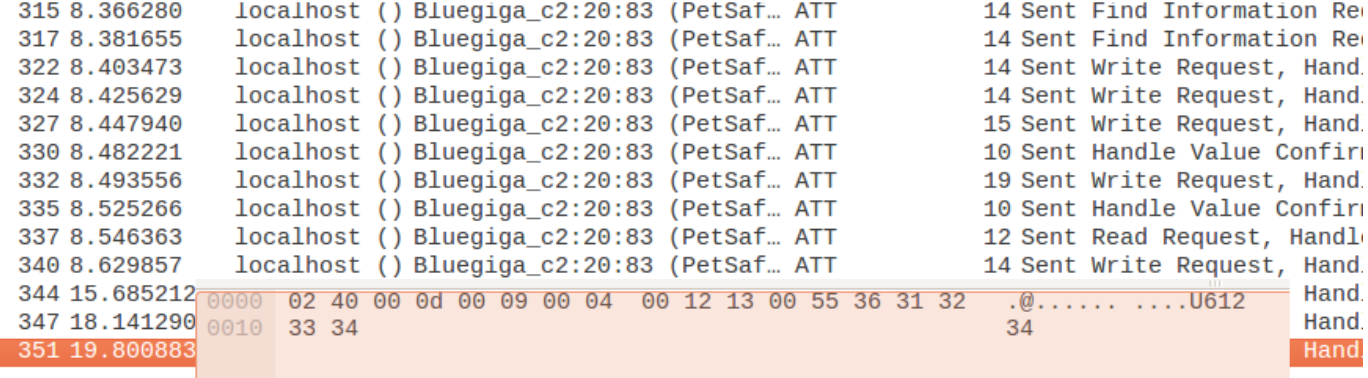 315 8.366280 localhost () Bluegiga_c2:20:83 (PetSaf… ATT 14 Sent Find Information Re
317 8.381655 localhost () Bluegiga_c2:20:83 (PetSaf… ATT 14 Sent Find Information Re
322 8.403473 localhost () Bluegiga_c2:20:83 (PetSaf… ATT 14 Sent Write Request, Hand
324 8.425629 localhost () Bluegiga_c2:20:83 (PetSaf… ATT 14 Sent Write Request, Hand
327 8.447940 localhost () Bluegiga_c2:20:83 (PetSaf… ATT 15 Sent Write Request, Hand
330 8.482221 localhost () Bluegiga_c2:20:83 (PetSaf… ATT 10 Sent Handle Value Confir
332 8.493556 localhost () Bluegiga_c2:20:83 (PetSaf… ATT 19 Sent Write Request, Hand
335 8.525266 localhost () Bluegiga_c2:20:83 (PetSaf… ATT 10 Sent Handle Value Confir
337 8.546363 localhost () Bluegiga_c2:20:83 (PetSaf… ATT 12 Sent Read Request, Handl
340 8.629857 localhost () Bluegiga_c2:20:83 (PetSaf… ATT 14 Sent Write Request, Hand
344 15.685212 Hand
0000 02 40 00 0d 00 09 00 04 00 12 13 00 55 36 31 32 .@...... ....U612
347 18.141290 Hand
0010 33 34 34
351 19.800883 Hand